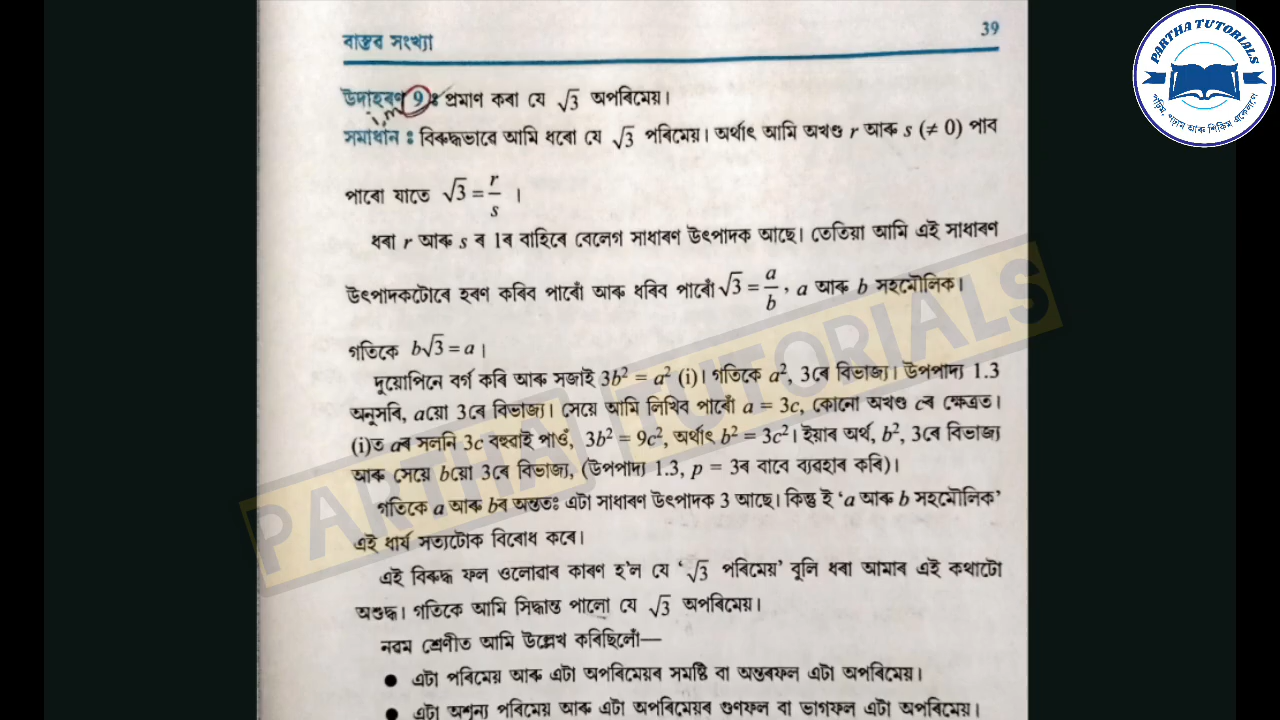 বাস্তৱ সংখ্যা 39
PARTHA TUTORIALS
উদাহৰণ 9 : প্ৰমাণ কৰা যে √3 অপৰিমেয়।
imp
সমাধান : বিৰুদ্ধভাৱে আমি ধৰো যে √3 পৰিমেয়। অৰ্থাৎ আমি অখণ্ড r আৰু s (≠ 0) পাব
পাৰো যাতে √3 = r/s ।
ধৰা r আৰু s ৰ 1ৰ বাহিৰে বেলেগ সাধাৰণ উৎপাদক আছে। তেতিয়া আমি এই সাধাৰণ
উৎপাদকটোৰে হৰণ কৰিব পাৰোঁ আৰু ধৰিব পাৰোঁ √3 = a/b, a আৰু b সহমৌলিক।
গতিকে b√3 = a।
দুয়োপিনে বৰ্গ কৰি আৰু সজাই 3b² = a² (i)। গতিকে a², 3ৰে বিভাজ্য। উপপাদ্য 1.3
অনুসৰি, aয়ো 3ৰে বিভাজ্য। সেয়ে আমি লিখিব পাৰোঁ a = 3c, কোনো অখণ্ড cৰ ক্ষেত্ৰত।
(i)ত aৰ সলনি 3c বহুৱাই পাওঁ, 3b² = 9c², অৰ্থাৎ b² = 3c²। ইয়াৰ অৰ্থ, b², 3ৰে বিভাজ্য
আৰু সেয়ে bয়ো 3ৰে বিভাজ্য, (উপপাদ্য 1.3, p = 3ৰ বাবে ব্যৱহাৰ কৰি)।
গতিকে a আৰু bৰ অন্ততঃ এটা সাধাৰণ উৎপাদক 3 আছে। কিন্তু ই ‘a আৰু b সহমৌলিক’
এই ধাৰ্য সত্যটোক বিৰোধ কৰে।
এই বিৰুদ্ধ ফল ওলোৱাৰ কাৰণ হ’ল যে ‘√3 পৰিমেয়’ বুলি ধৰা আমাৰ এই কথাটো
অশুদ্ধ। গতিকে আমি সিদ্ধান্ত পালো যে √3 অপৰিমেয়।
নৱম শ্ৰেণীত আমি উল্লেখ কৰিছিলোঁ—
● এটা পৰিমেয় আৰু এটা অপৰিমেয়ৰ সমষ্টি বা অন্তৰফল এটা অপৰিমেয়।
● এটা অশূন্য পৰিমেয় আৰু এটা অপৰিমেয়ৰ গুণফল বা ভাগফল এটা অপৰিমেয়।
PARTHA TUTORIALS